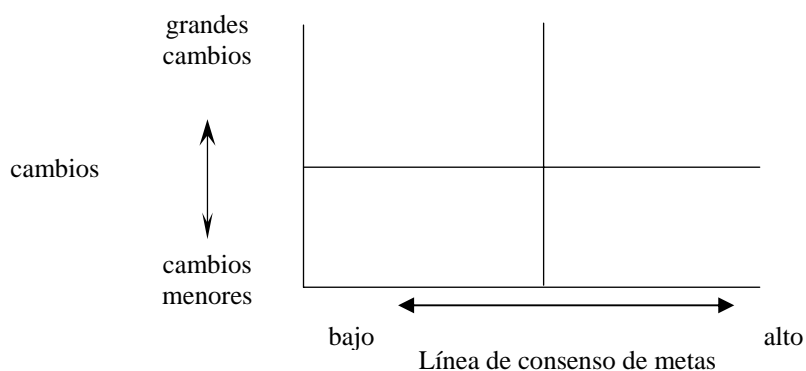 grandes
cambios
cambios
cambios
menores
bajo
alto
Línea de consenso de metas